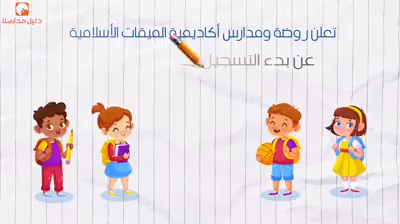 دليل مدارسنا
تعلن روضة ومدارس أكاديمية الميقات الأسلامية
عن بدء التسجيل